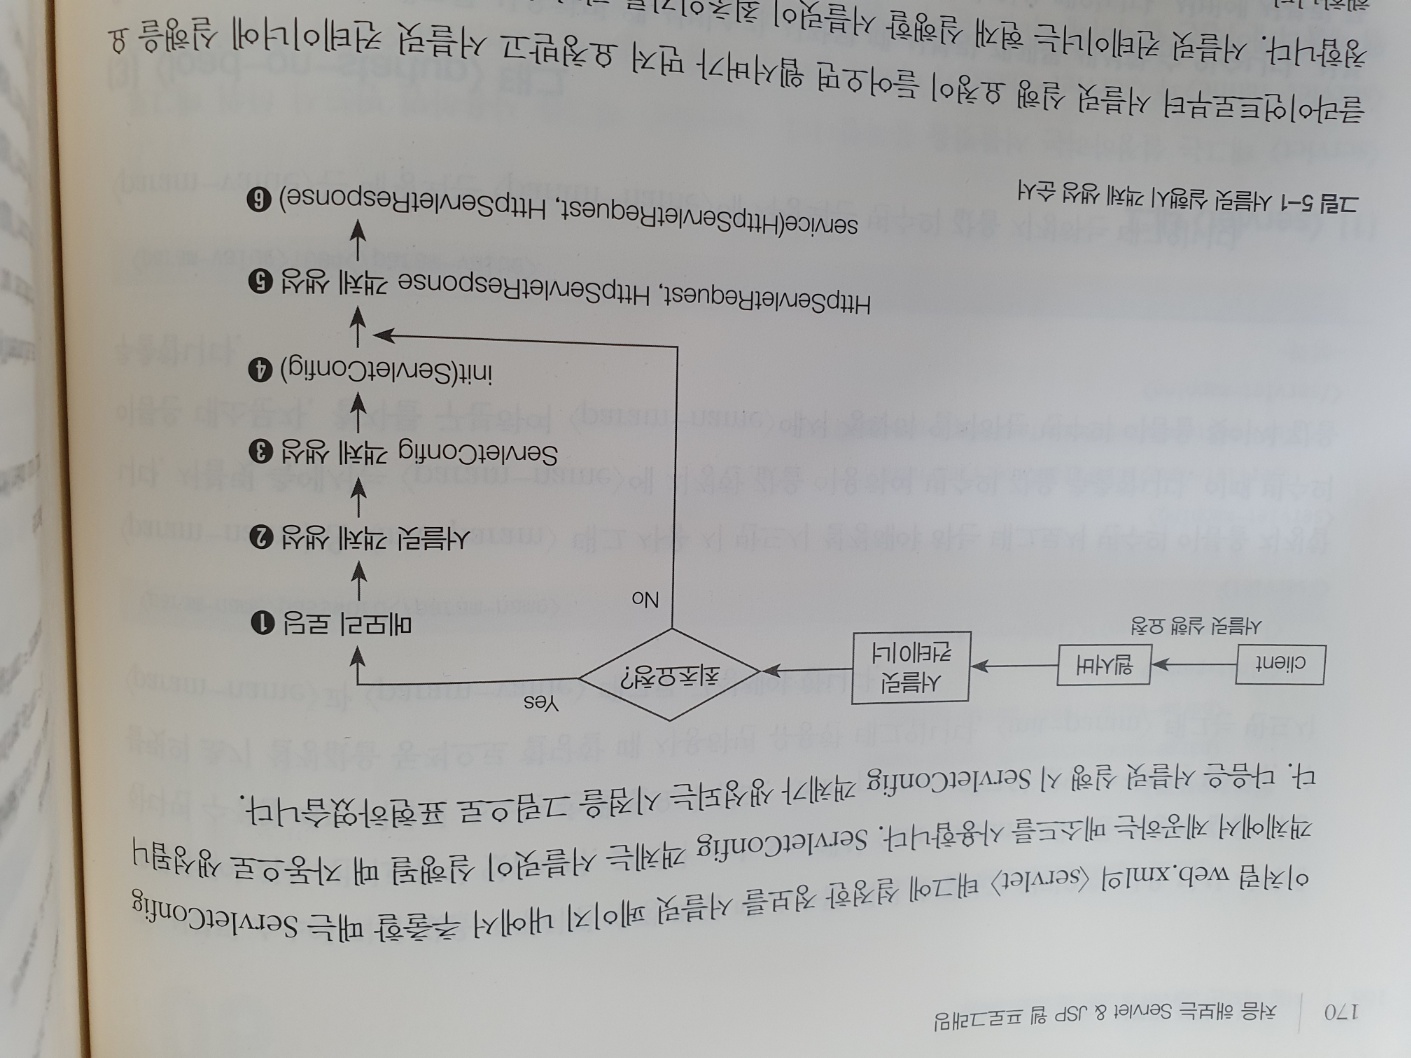 170 처음 해보는 Servlet & JSP 웹 프로그래밍
이처럼 web.xml의 〈servlet〉 태그에 설정한 정보를 서블릿 페이지 내에서 추출할 때는 ServletConfig
객체에서 제공하는 메소드를 사용합니다. ServletConfig 객체는 서블릿이 실행될 때 자동으로 생성됩니
다. 다음은 서블릿 실행 시 ServletConfig 객체가 생성되는 시점을 그림으로 표현하였습니다.
client
서블릿 실행 요청
웹서버
서블릿
컨테이너
최초요청?
Yes
No
메모리 로딩 ❶
서블릿 객체 생성 ❷
ServletConfig 객체 생성 ❸
init(ServletConfig) ❹
HttpServletRequest, HttpServletResponse 객체 생성 ❺
service(HttpServletRequest, HttpServletResponse) ❻
그림 5-1 서블릿 실행시 객체 생성 순서
클라이언트로부터 서블릿 실행 요청이 들어오면 웹서버가 먼저 요청받고 서블릿 컨테이너에 실행을 요
청합니다. 서블릿 컨테이너는 현재 실행할 서블릿이 최초인지를